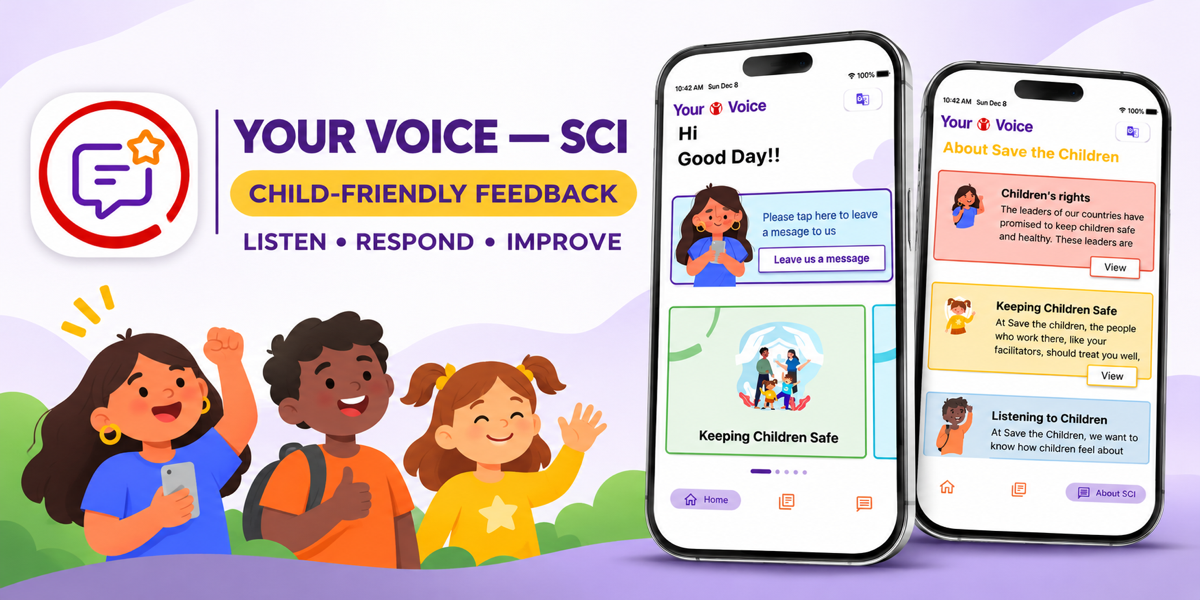 YOUR VOICE — SCI
CHILD-FRIENDLY FEEDBACK
LISTEN • RESPOND • IMPROVE
10:42 AM Sun Dec 8
100%
Your Voice
Hi
Good Day!!
Please tap here to leave
a mesage to us
Leave us a message
Keeping Children Safe
Home
10:42 AM Sun Dec 8
100%
Your Voice
About Save the Children
Children's rights
The leaders of our countries have
promised to keep children safe
and healthy. These leaders are
View
Keeping Children Safe
At Save the children, the people
who work there, like your
facilitators, should treat you well,
View
Listening to Children
At Save the Children, we want to
know how children feel about
About SCI